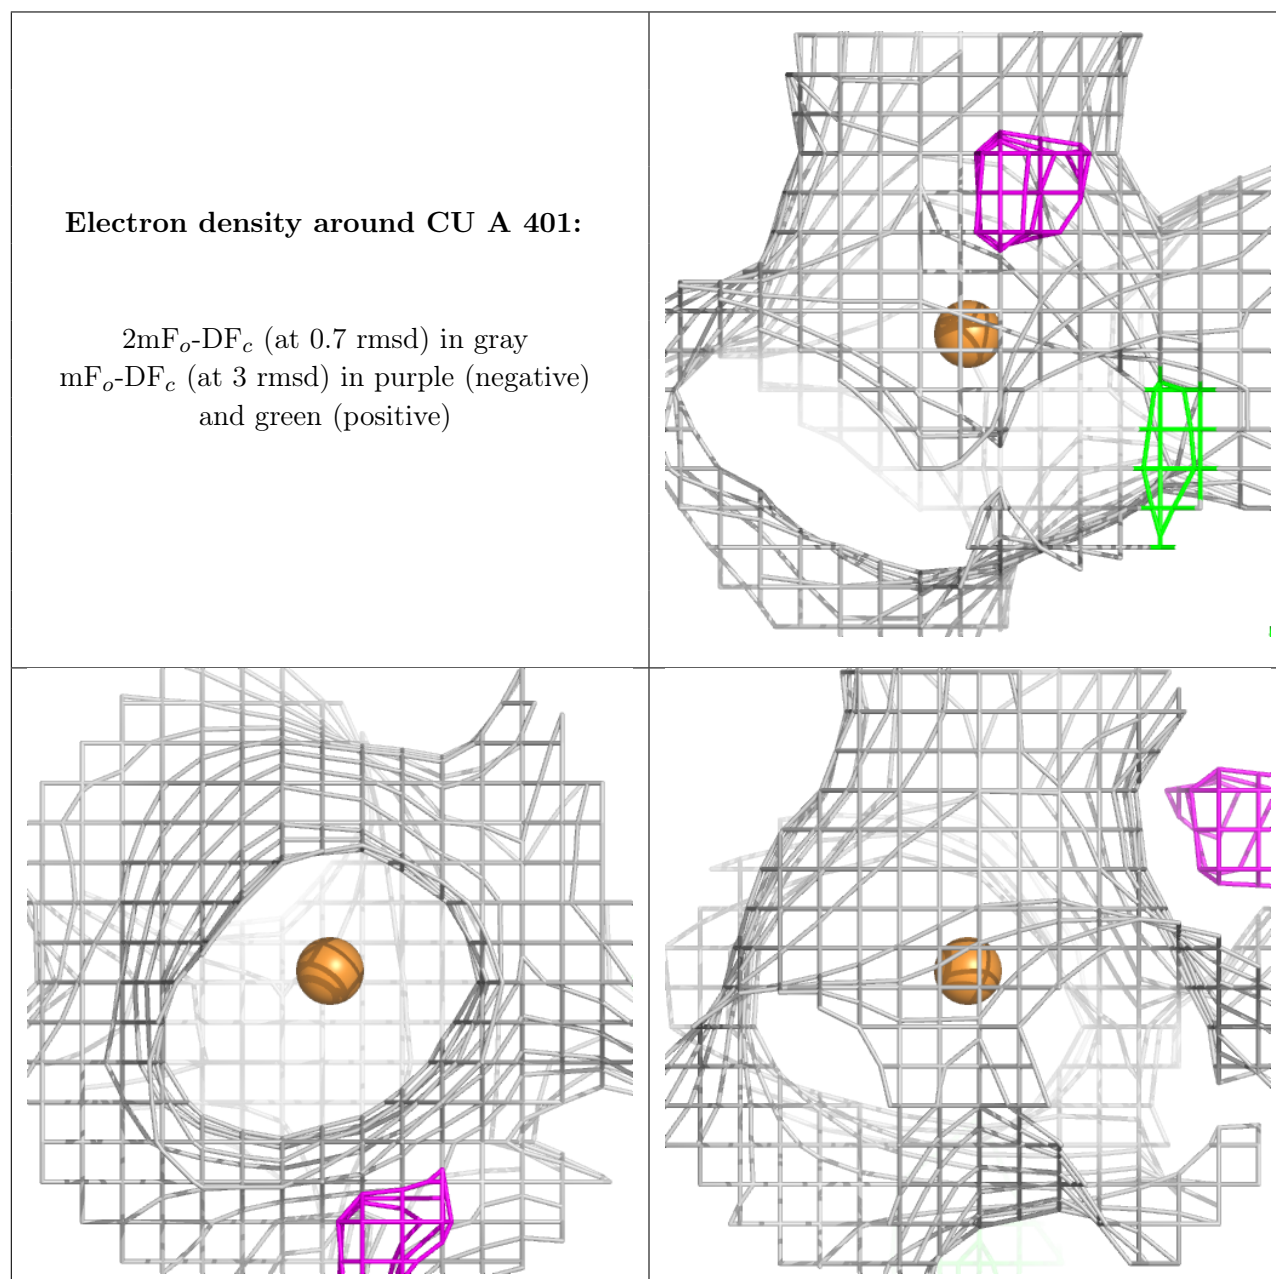 Electron density around CU A 401:
2mFo-DFc (at 0.7 rmsd) in gray
mFo-DFc (at 3 rmsd) in purple (negative)
and green (positive)